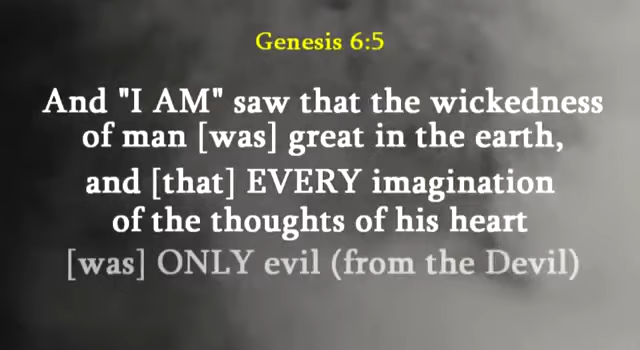 Genesis 6:5
And "I AM" saw that the wickedness
of man [was] great in the earth,
and [that] EVERY imagination
of the thoughts of his heart
[was] ONLY evil (from the Devil)